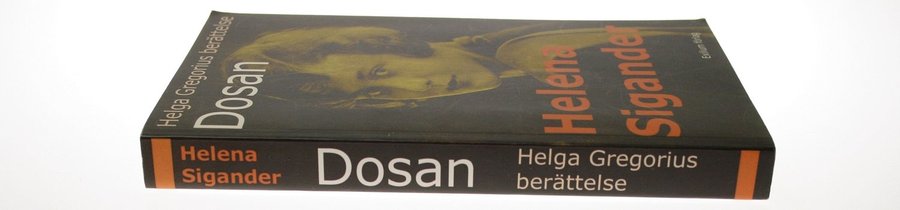 Helga Gregorius berättelse
Dosan
Helena
Sigander
Helena
Sigander
Dosan
Helga Gregorius
berättelse